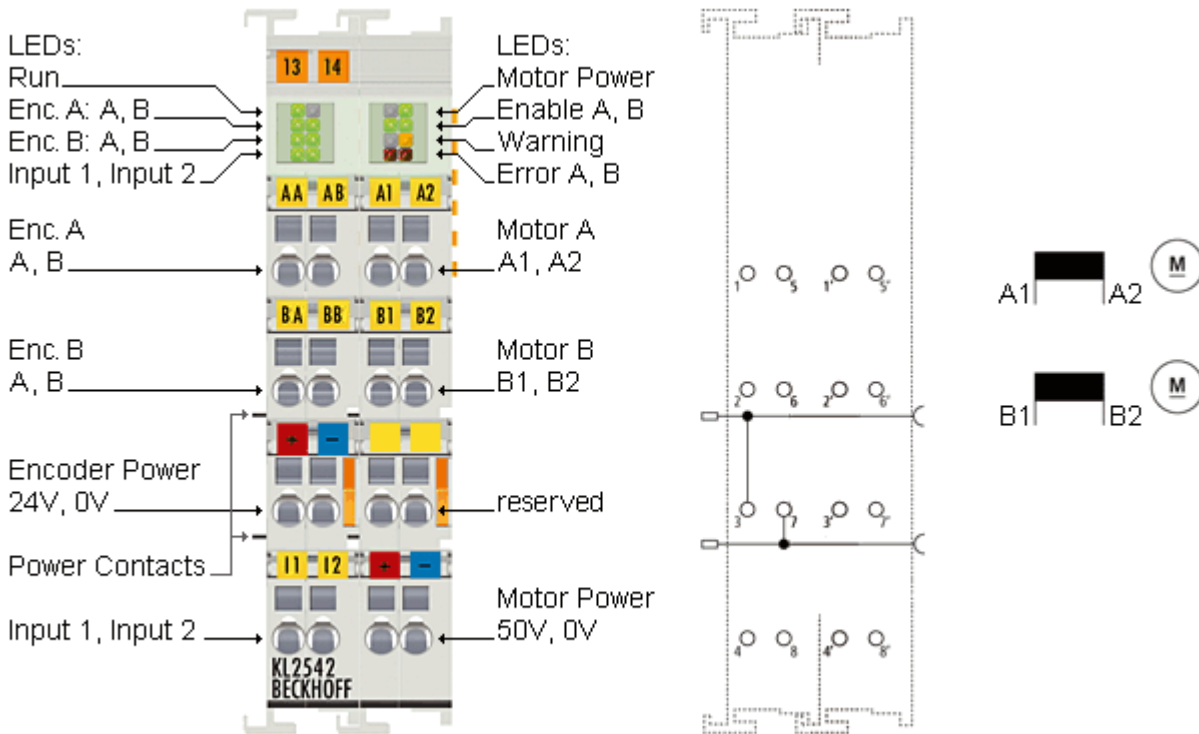 LEDs:
Run
Enc. A: A, B
Enc. B: A, B
Input 1, Input 2
Enc. A
A, B
Enc. B
A, B
Encoder Power
24V, 0V
Power Contacts
Input 1, Input 2
13 14
AA AB A1 A2
BA BB B1 B2
+ −
I1 I2 + −
KL2542
BECKHOFF
LEDs:
Motor Power
Enable A, B
Warning
Error A, B
Motor A
A1, A2
Motor B
B1, B2
reserved
Motor Power
50V, 0V
1 5 1' 5'
2 6 2' 6'
3 7 3' 7'
4 8 4' 8'
A1 A2 M
B1 B2 M